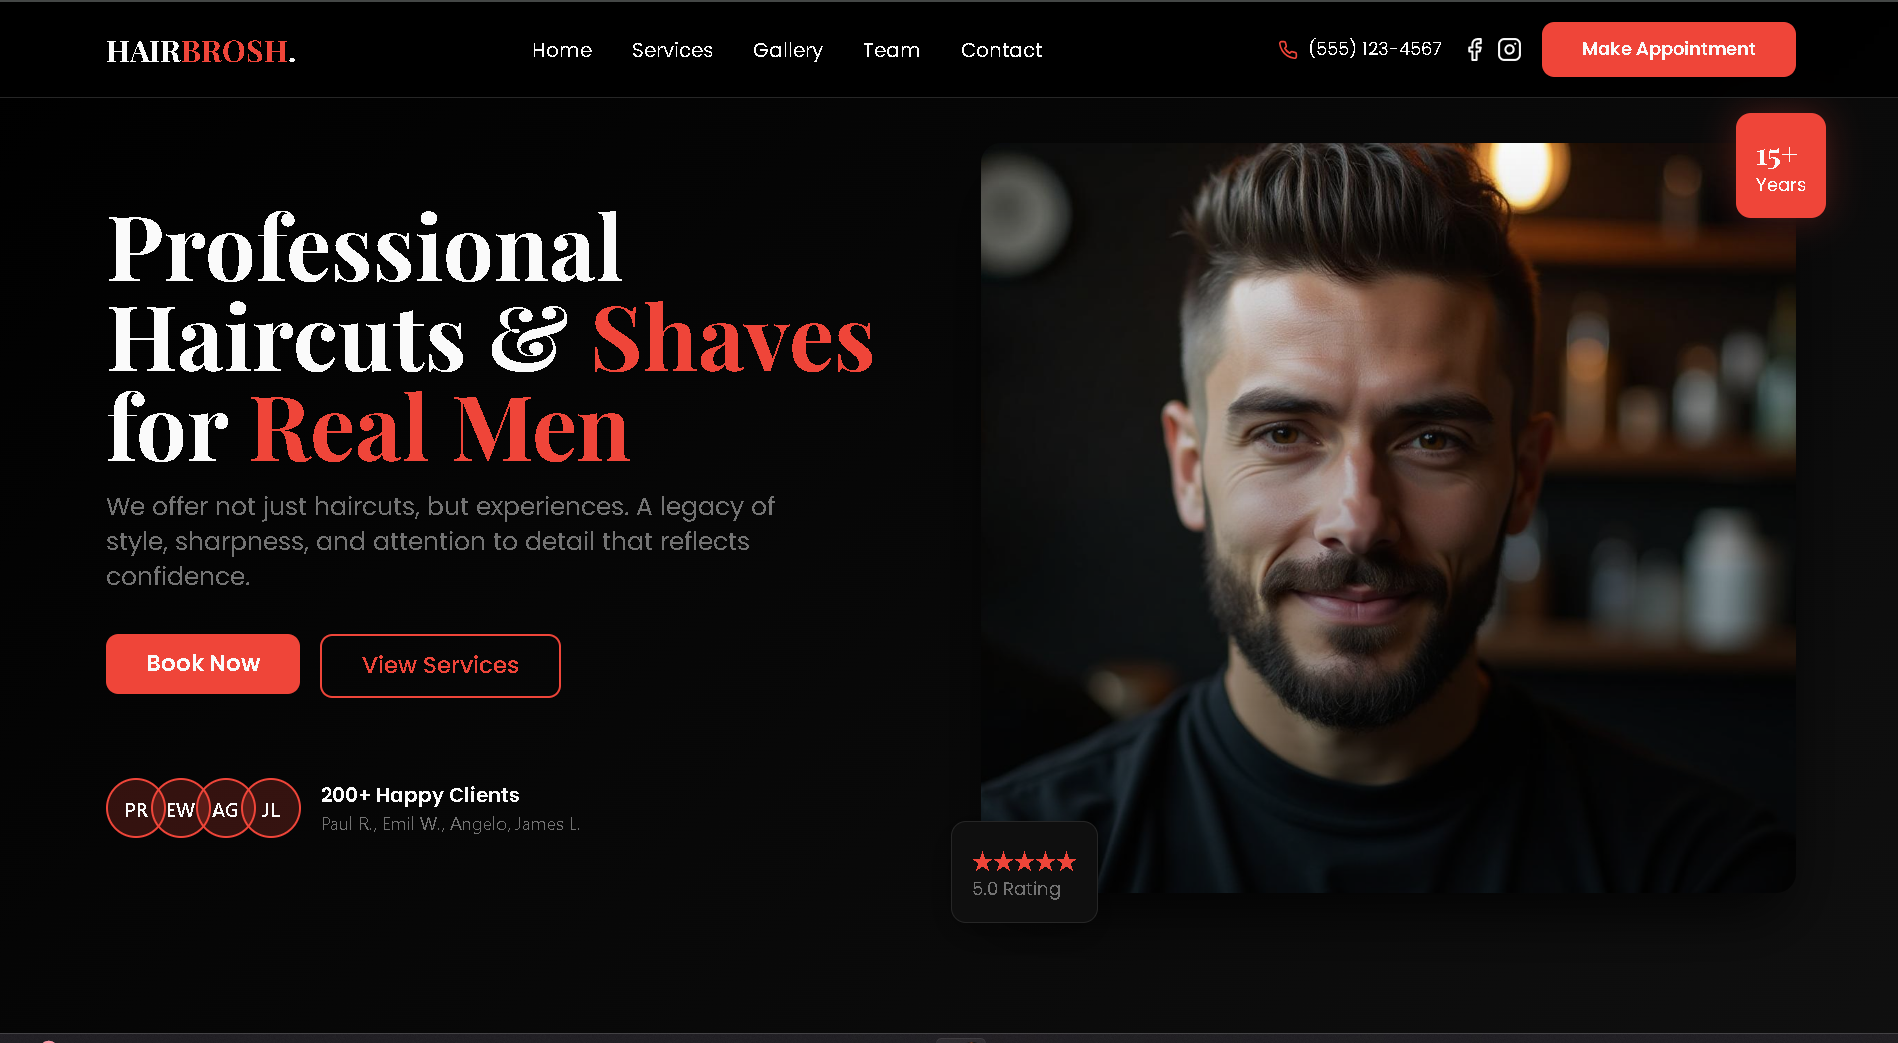 HAIRBROSH.
Home
Services
Gallery
Team
Contact
(555) 123-4567
Make Appointment
15+
Years
Professional
Haircuts & Shaves
for Real Men
We offer not just haircuts, but experiences. A legacy of
style, sharpness, and attention to detail that reflects
confidence.
Book Now
View Services
PR
EW
AG
JL
200+ Happy Clients
Paul R., Emil W., Angelo, James L.
★★★★★
5.0 Rating